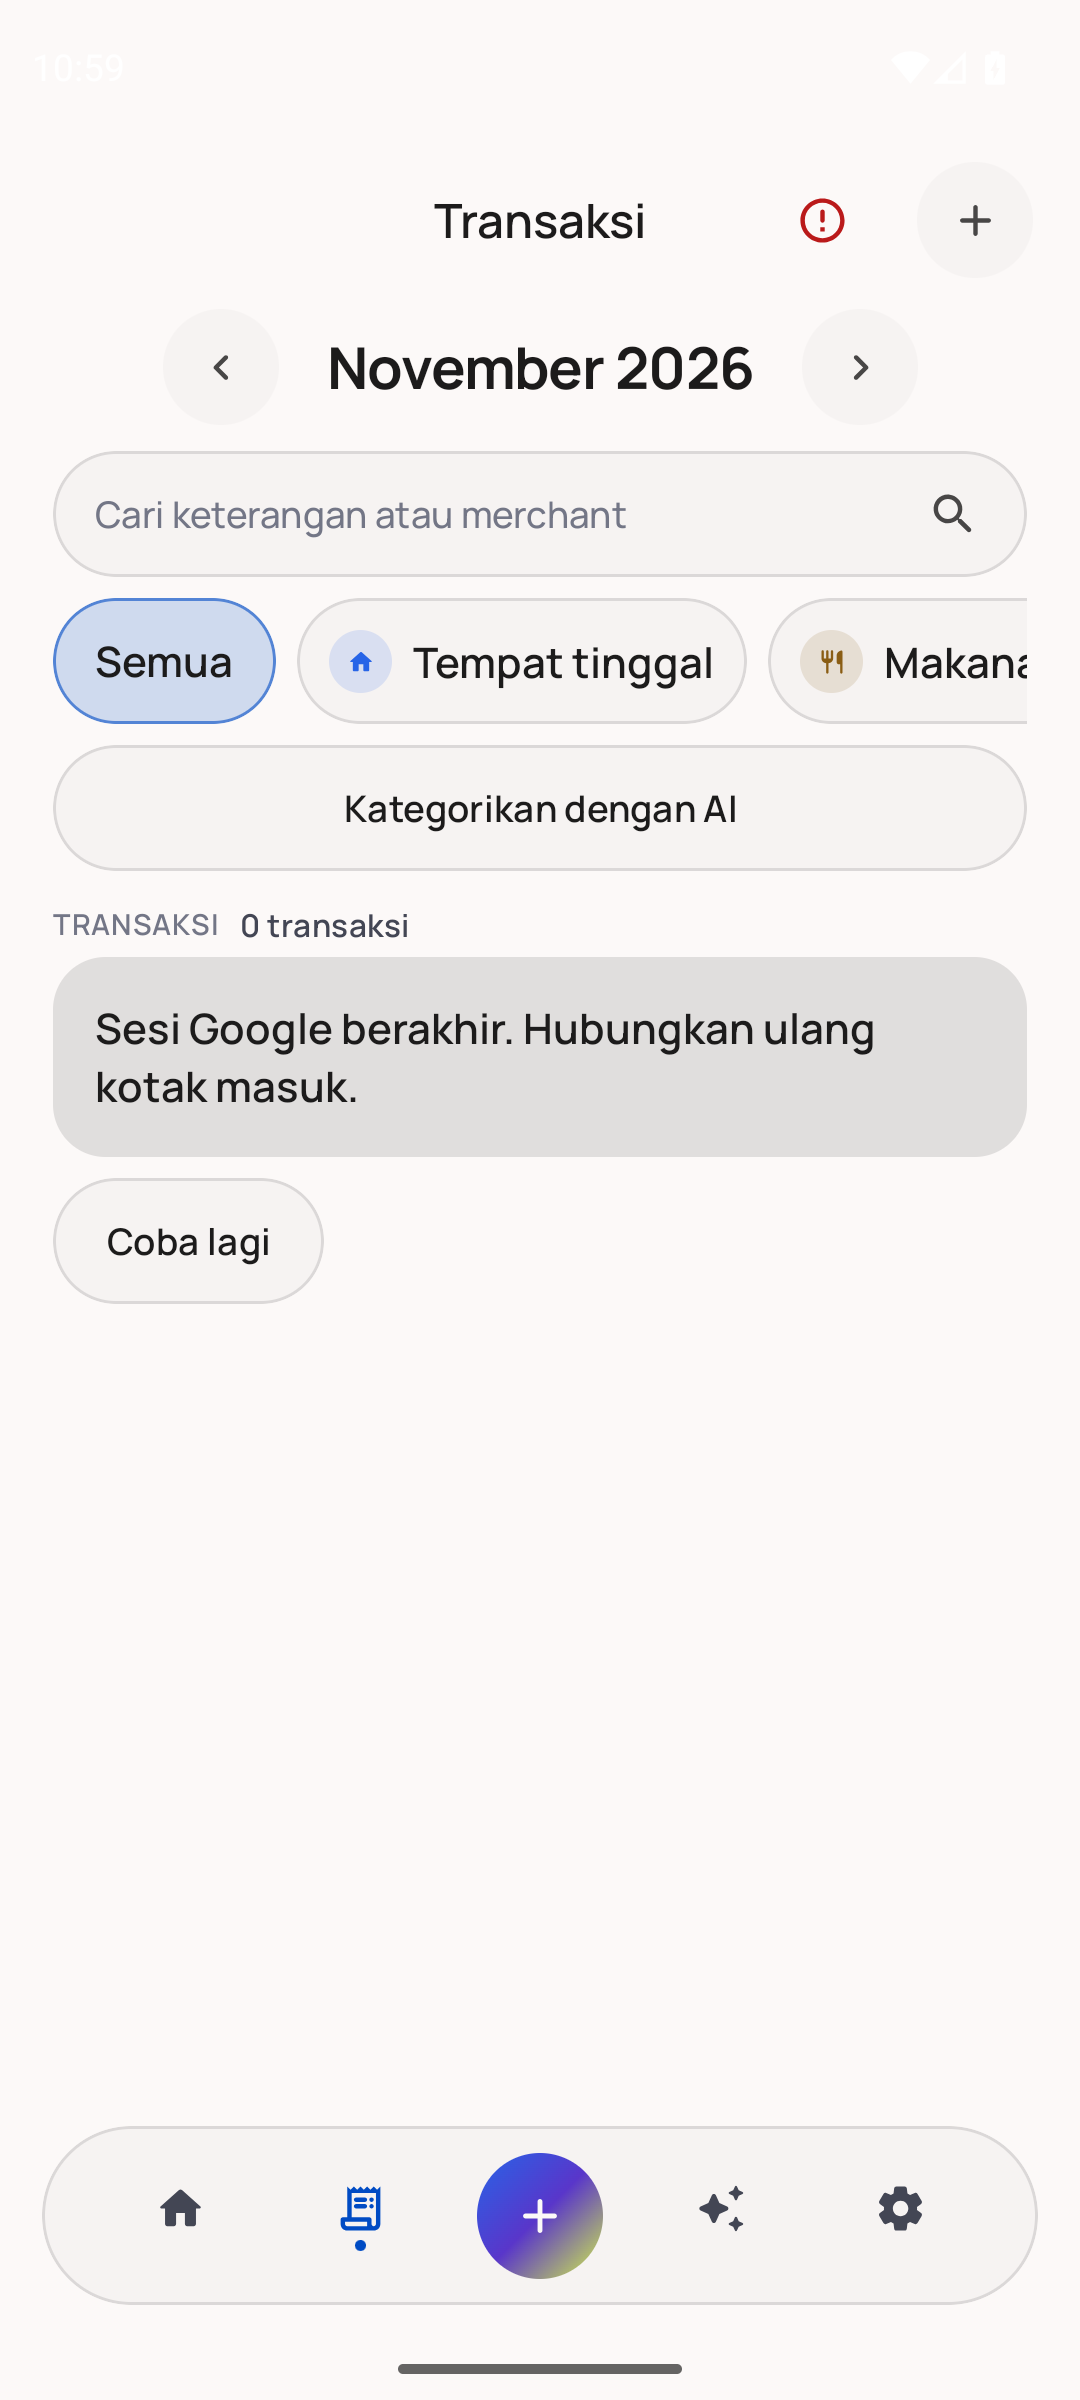 10:59
Transaksi
November 2026
Cari keterangan atau merchant
Semua
Tempat tinggal
Makana
Kategorikan dengan AI
TRANSAKSI 0 transaksi
Sesi Google berakhir. Hubungkan ulang
kotak masuk.
Coba lagi